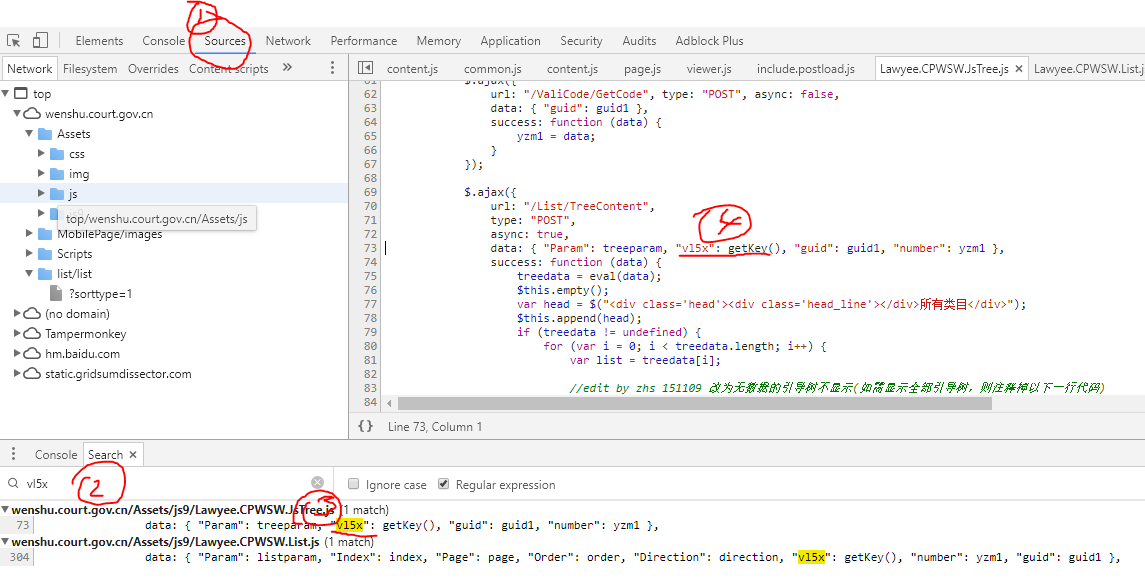 1
Elements Console Sources Network Performance Memory Application Security Audits Adblock Plus
Network Filesystem Overrides Content scripts »
content.js common.js content.js page.js viewer.js include.postload.js Lawyee.CPWSW.JsTree.js × Lawyee.CPWSW.List.j
top
wenshu.court.gov.cn
Assets
css
img
js
top/wenshu.court.gov.cn/Assets/js
MobilePage/images
Scripts
list/list
?sorttype=1
(no domain)
Tampermonkey
hm.baidu.com
static.gridsumdissector.com
61 $.ajax({
62 url: "/ValiCode/GetCode", type: "POST", async: false,
63 data: { "guid": guid1 },
64 success: function (data) {
65 yzm1 = data;
66 }
67 });
68
69 $.ajax({
70 url: "/List/TreeContent",
71 type: "POST",
72 async: true,
4
73 data: { "Param": treeparam, "vl5x": getKey(), "guid": guid1, "number": yzm1 },
74 success: function (data) {
75 treedata = eval(data);
76 $this.empty();
77 var head = $("<div class='head'><div class='head_line'></div>所有类目</div>");
78 $this.append(head);
79 if (treedata != undefined) {
80 for (var i = 0; i < treedata.length; i++) {
81 var list = treedata[i];
82
83 //edit by zhs 151109 改为无数据的引导树不显示(如需显示全部引导树，则注释掉以下一行代码)
84
{} Line 73, Column 1
Console Search ×
vl5x
2
Ignore case Regular expression
3
wenshu.court.gov.cn/Assets/js9/Lawyee.CPWSW.JsTree.js (1 match)
73 data: { "Param": treeparam, "vl5x": getKey(), "guid": guid1, "number": yzm1 },
wenshu.court.gov.cn/Assets/js9/Lawyee.CPWSW.List.js (1 match)
304 data: { "Param": listparam, "Index": index, "Page": page, "Order": order, "Direction": direction, "vl5x": getKey(), "number": yzm1, "guid": guid1 },